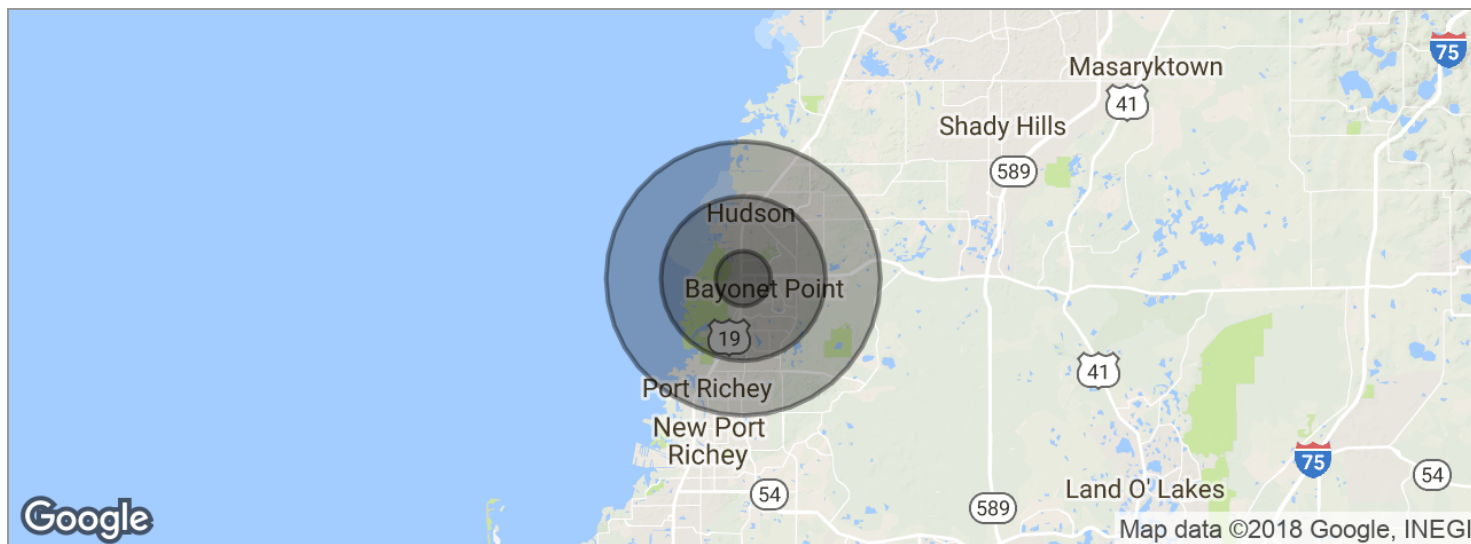 75
Masaryktown
41
Shady Hills
589
Hudson
Bayonet Point
19
41
Port Richey
New Port
Richey
75
54
54
Land O' Lakes
589
Google
Map data ©2018 Google, INEGI